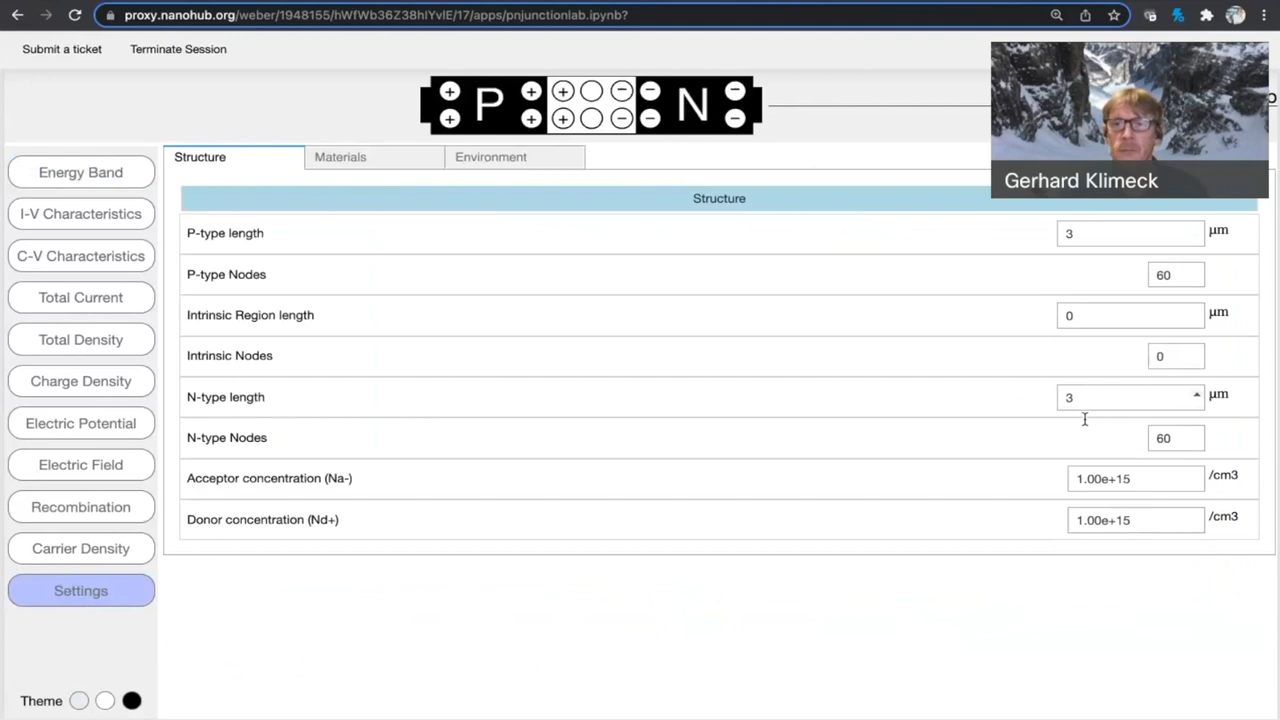 proxy.nanohub.org/weber/1948155/hWfWb36Z38hIYvlE/17/apps/pnjunctionlab.ipynb?
Submit a ticket Terminate Session
P N
Gerhard Klimeck
Energy Band
I-V Characteristics
C-V Characteristics
Total Current
Total Density
Charge Density
Electric Potential
Electric Field
Recombination
Carrier Density
Settings
Theme
Structure Materials Environment
Structure
P-type length 3 μm
P-type Nodes 60
Intrinsic Region length 0 μm
Intrinsic Nodes 0
N-type length 3 μm
N-type Nodes 60
Acceptor concentration (Na-) 1.00e+15 /cm3
Donor concentration (Nd+) 1.00e+15 /cm3